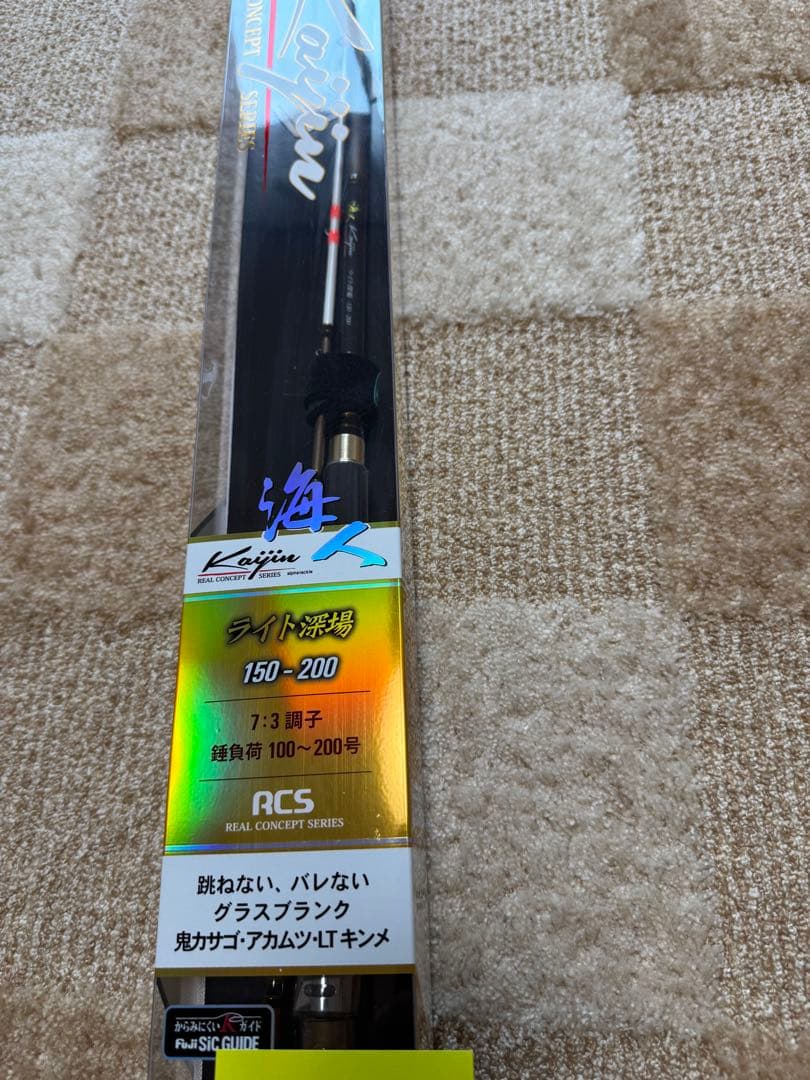 Kaijin
CONCEPT SERIES
Kaijin
海人
Kaijin
REAL CONCEPT SERIES alphatackle
ライト深場
150-200
7:3 調子
錘負荷 100~200号
RCS
REAL CONCEPT SERIES
跳ねない、バレない
グラスブランク
鬼カサゴ・アカムツ・LTキンメ
からみにくいKガイド
Fuji SiC GUIDE